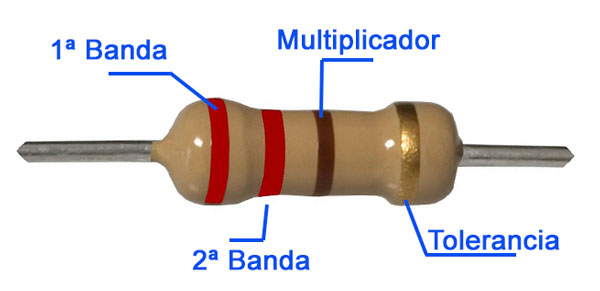 1ª Banda
Multiplicador
2ª Banda
Tolerancia